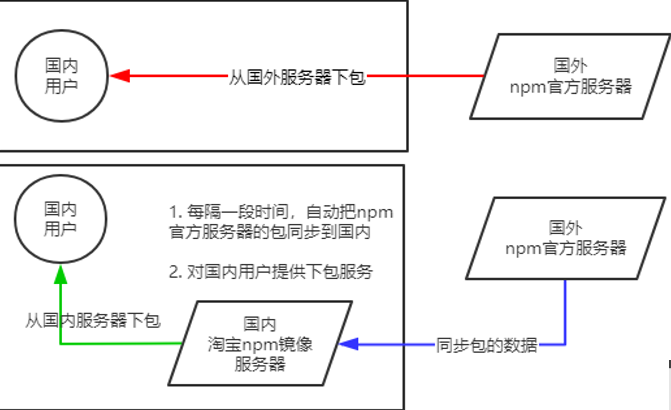 国内
用户
从国外服务器下包
国外
npm官方服务器
国内
用户
1. 每隔一段时间，自动把npm
官方服务器的包同步到国内
2. 对国内用户提供下包服务
国外
npm官方服务器
从国内服务器下包
国内
淘宝npm镜像
服务器
同步包的数据